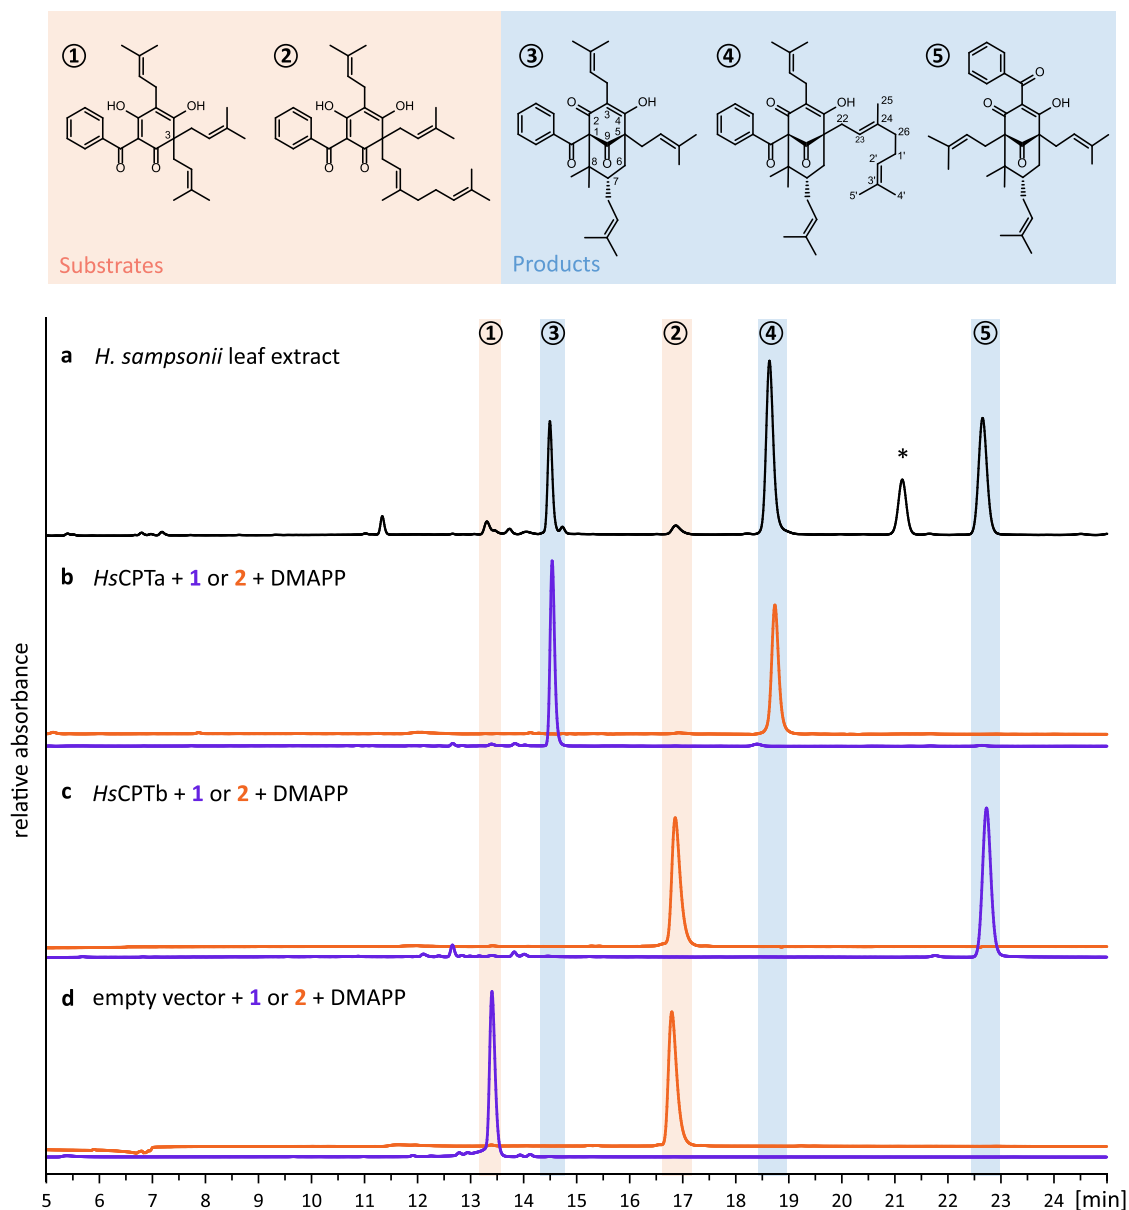 ① ② ③ ④ ⑤
HO OH
3
O O
HO OH
O O
O OH
2 3 4
1 5
9
O 8 O 6
7
O OH 25
22 24
23 26
O O
2' 1'
3'
5' 4'
O
O OH
O
Substrates
Products
① ③ ② ④ ⑤
a H. sampsonii leaf extract
*
b HsCPTa + 1 or 2 + DMAPP
c HsCPTb + 1 or 2 + DMAPP
d empty vector + 1 or 2 + DMAPP
relative absorbance
5 6 7 8 9 10 11 12 13 14 15 16 17 18 19 20 21 22 23 24 [min]